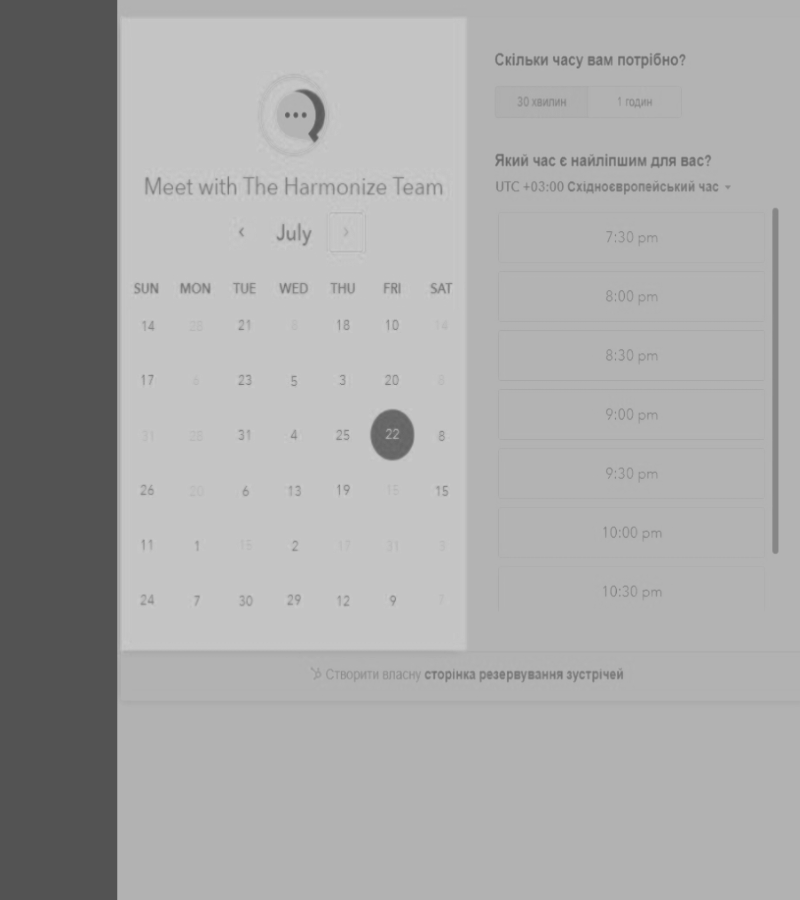 Meet with The Harmonize Team
July
SUN MON TUE WED THU FRI SAT
14 28 21 18 10 14
17 6 23 5 3 20
31 28 31 4 25 22 8
26 20 6 13 19 15 15
11 1 15 2 17 31 3
24 7 30 29 12 9
Скільки часу вам потрібно?
30 хвилин 1 годин
Який час є найліпшим для вас?
UTC +03:00 Східноєвропейський час
7:30 pm
8:00 pm
8:30 pm
9:00 pm
9:30 pm
10:00 pm
10:30 pm
Створити власну сторінка резервування зустрічей